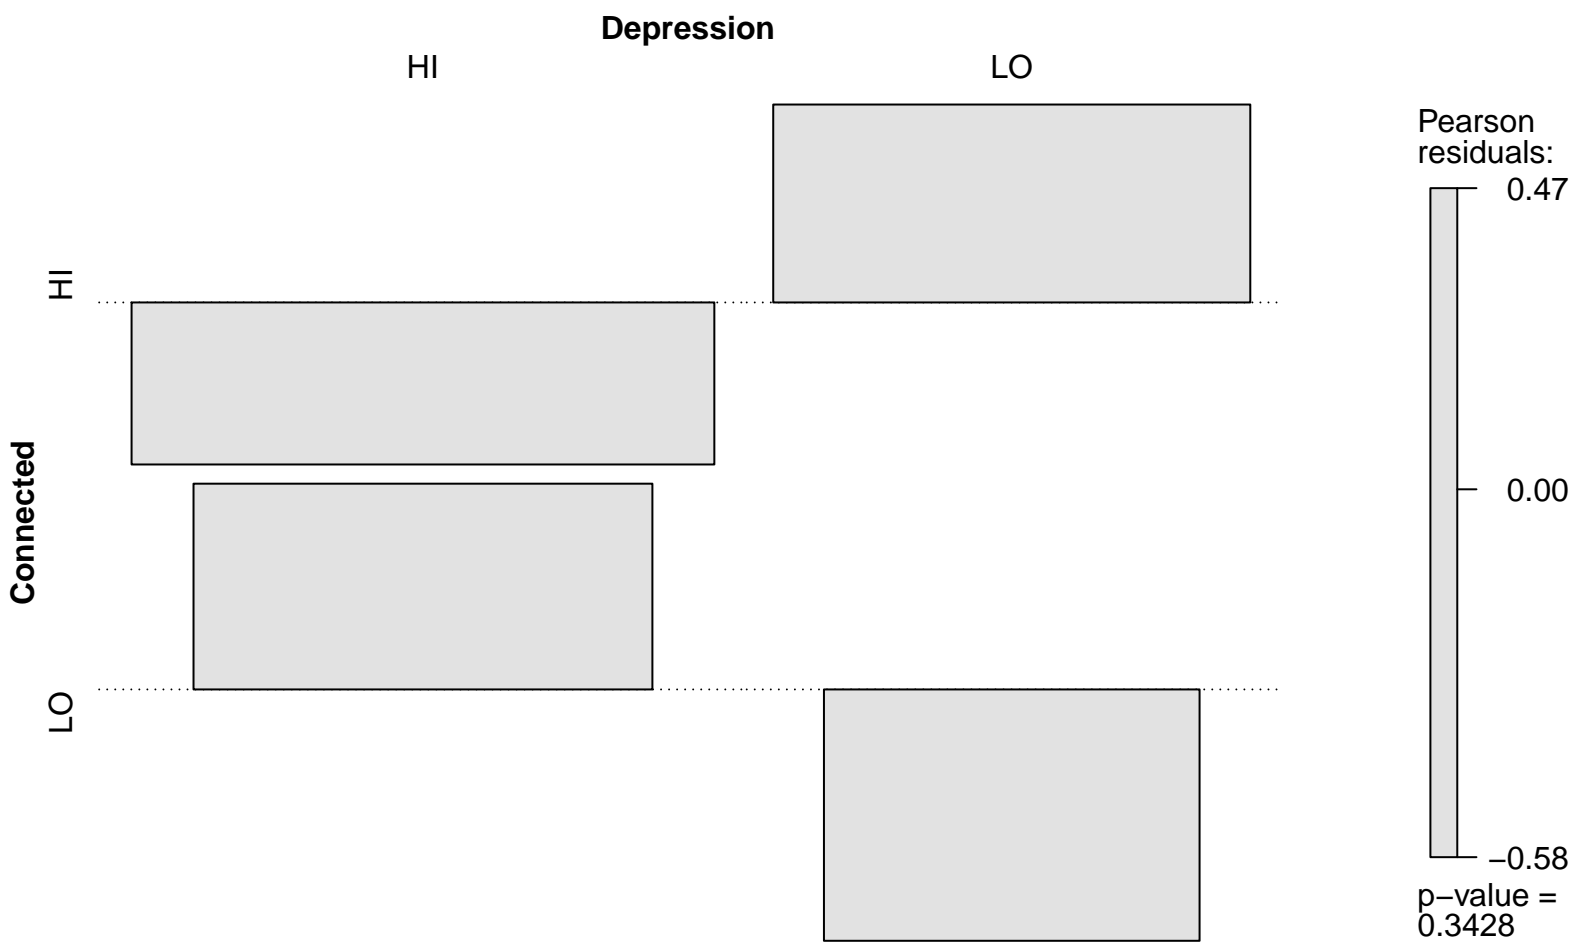 Depression
HI
LO
Connected
HI
LO
Pearson
residuals:
0.47
0.00
−0.58
p−value =
0.3428